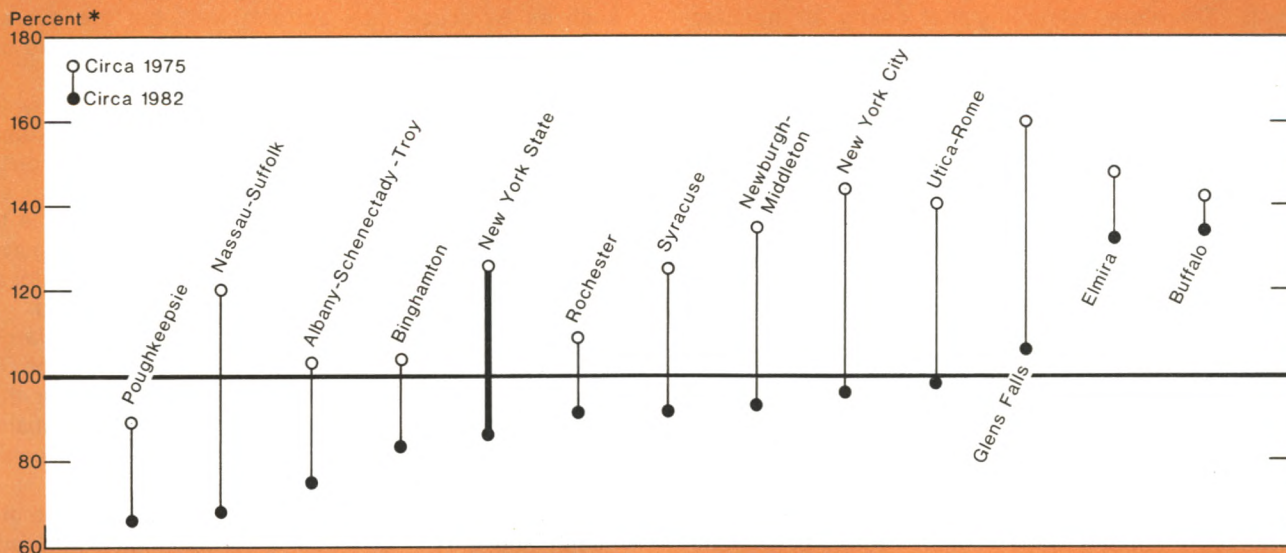 Percent *
180
Circa 1975
Circa 1982
160
140
120
100
80
60
Poughkeepsie
Nassau-Suffolk
Albany-Schenectady-Troy
Binghamton
New York State
Rochester
Syracuse
Newburgh-
Middleton
New York City
Utica-Rome
Glens Falls
Elmira
Buffalo